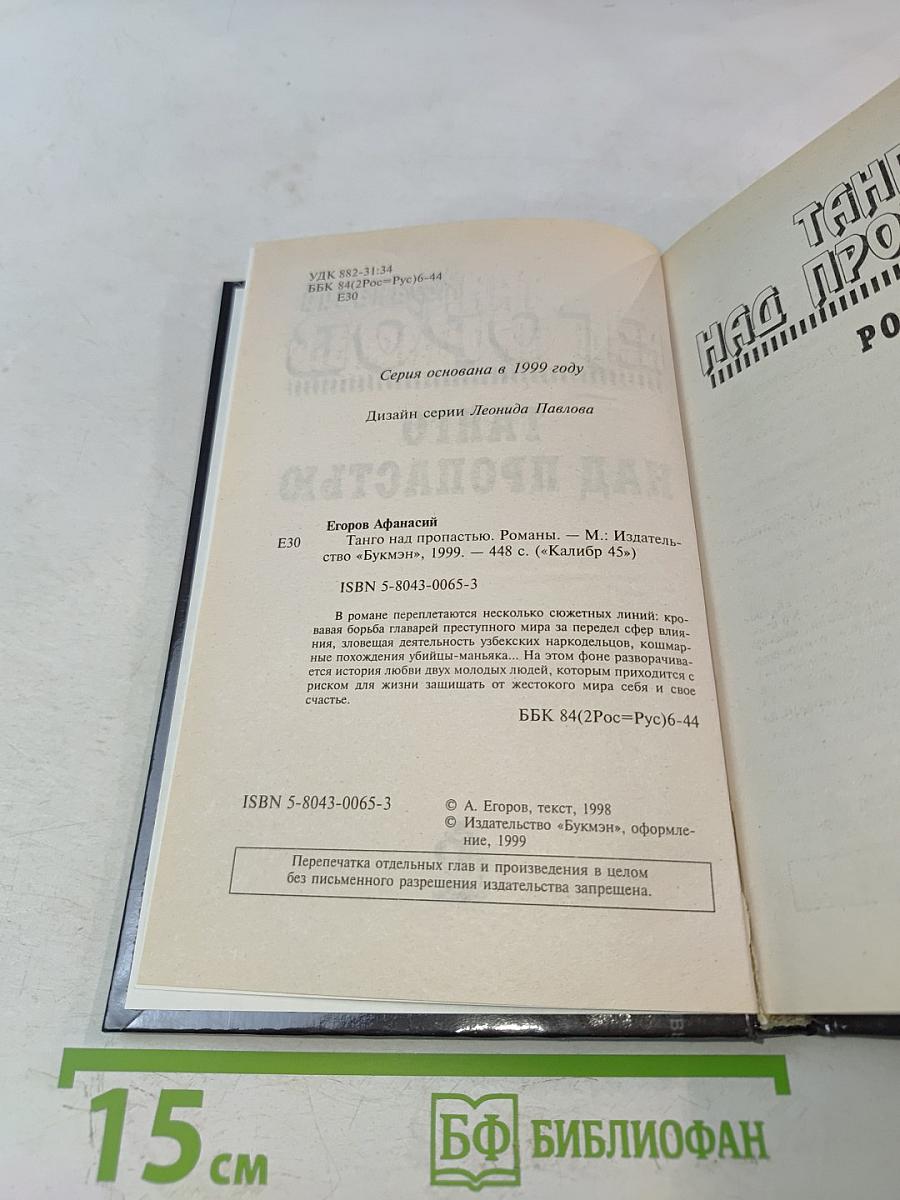 УДК 882-31:34
ББК 84(2Рос=Рус)6-44
Е30
Серия основана в 1999 году
Дизайн серии Леонида Павлова
Егоров Афанасий
Е30 Танго над пропастью. Романы. — М.: Издатель-
ство «Букмэн», 1999. — 448 с. («Калибр 45»)
ISBN 5-8043-0065-3
В романе переплетаются несколько сюжетных линий: кро-
вавая борьба главарей преступного мира за передел сфер влия-
ния, зловещая деятельность узбекских наркодельцов, кошмар-
ные похождения убийцы-маньяка... На этом фоне разворачива-
ется история любви двух молодых людей, которым приходится с
риском для жизни защищать от жестокого мира себя и свое
счастье.
ББК 84(2Рос=Рус)6-44
ISBN 5-8043-0065-3
© А. Егоров, текст, 1998
© Издательство «Букмэн», оформле-
ние, 1999
Перепечатка отдельных глав и произведения в целом
без письменного разрешения издательства запрещена.
ТАНГ
НАД ПРО
РО
15 см
БФ БИБЛИОФАН